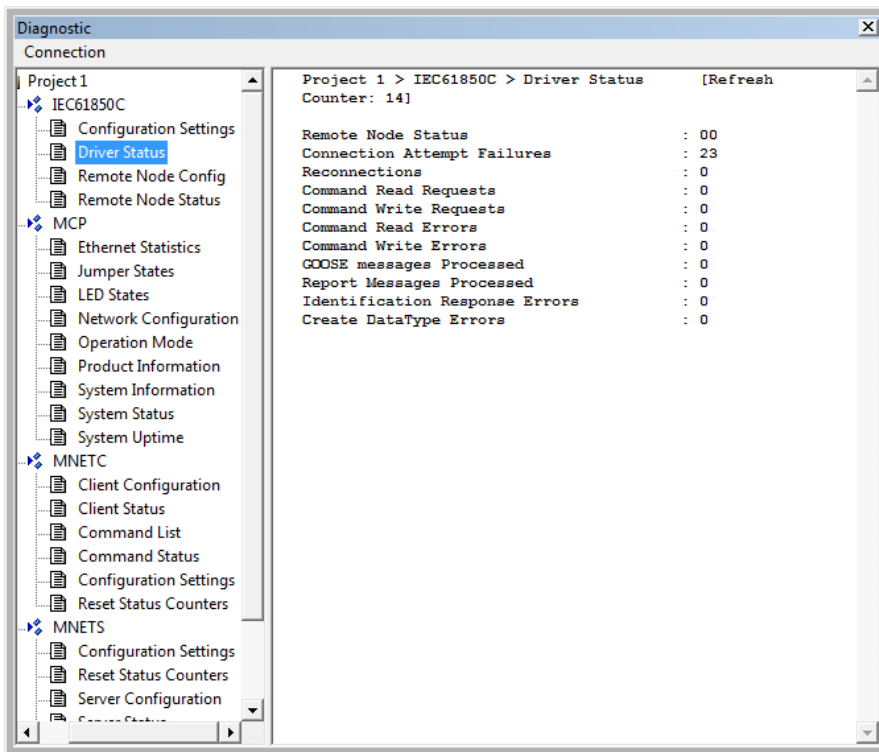 Diagnostic
Connection
Project 1
IEC61850C
Configuration Settings
Driver Status
Remote Node Config
Remote Node Status
MCP
Ethernet Statistics
Jumper States
LED States
Network Configuration
Operation Mode
Product Information
System Information
System Status
System Uptime
MNETC
Client Configuration
Client Status
Command List
Command Status
Configuration Settings
Reset Status Counters
MNETS
Configuration Settings
Reset Status Counters
Server Configuration
Project 1 > IEC61850C > Driver Status [Refresh
Counter: 14]
Remote Node Status : 00
Connection Attempt Failures : 23
Reconnections : 0
Command Read Requests : 0
Command Write Requests : 0
Command Read Errors : 0
Command Write Errors : 0
GOOSE messages Processed : 0
Report Messages Processed : 0
Identification Response Errors : 0
Create DataType Errors : 0